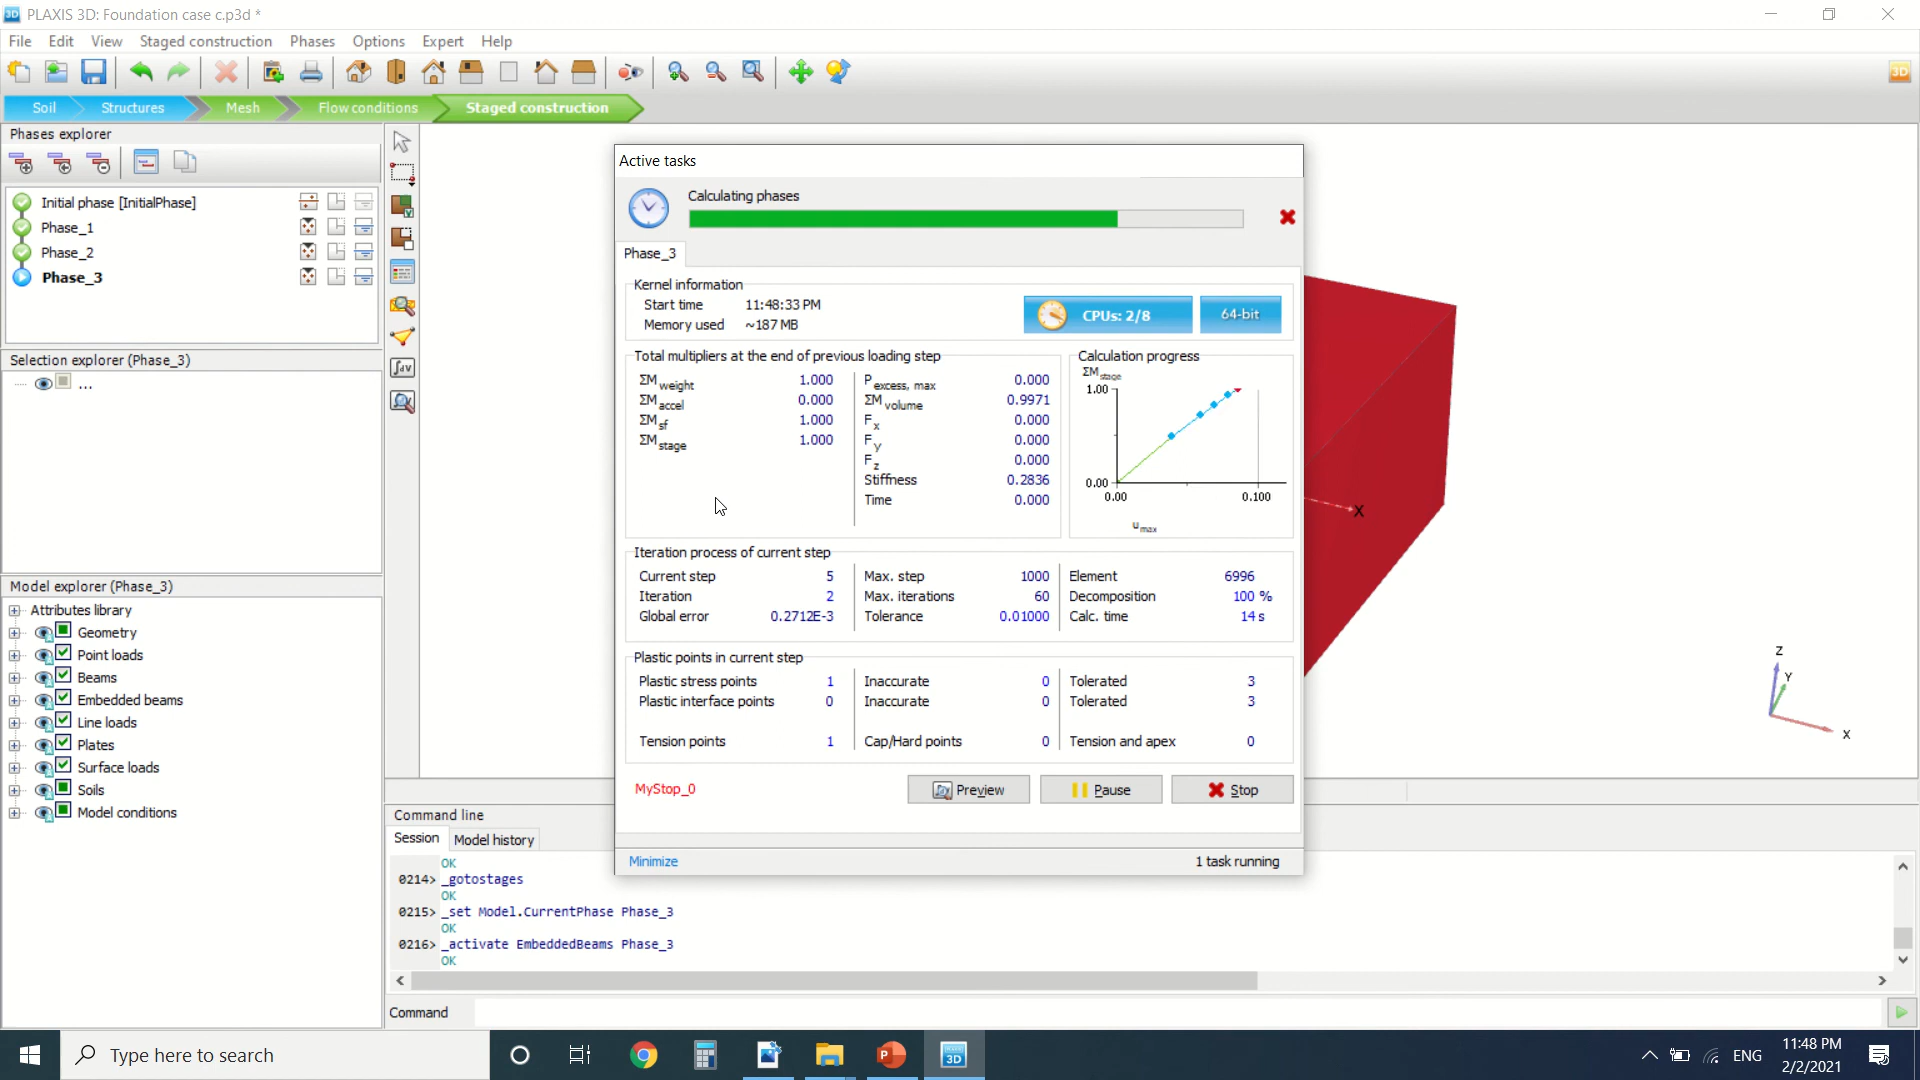 PLAXIS 3D: Foundation case c.p3d *
File Edit View Staged construction Phases Options Expert Help
3D
Soil Structures Mesh Flow conditions Staged construction
Phases explorer
Initial phase [InitialPhase]
Phase_1
Phase_2
Phase_3
Selection explorer (Phase_3)
...
Model explorer (Phase_3)
Attributes library
Geometry
Point loads
Beams
Embedded beams
Line loads
Plates
Surface loads
Soils
Model conditions
Active tasks
Calculating phases
Phase_3
Kernel information
Start time 11:48:33 PM
Memory used ~187 MB
CPUs: 2/8 64-bit
Total multipliers at the end of previous loading step
ΣM weight 1.000 P excess, max 0.000
ΣM accel 0.000 ΣM volume 0.9971
ΣM sf 1.000 F x 0.000
ΣM stage 1.000 F y 0.000
F z 0.000
Stiffness 0.2836
Time 0.000
Calculation progress
ΣM stage
1.00
0.00
0.00 0.100
u max
Iteration process of current step
Current step 5 Max. step 1000 Element 6996
Iteration 2 Max. iterations 60 Decomposition 100 %
Global error 0.2712E-3 Tolerance 0.01000 Calc. time 14 s
Plastic points in current step
Plastic stress points 1 Inaccurate 0 Tolerated 3
Plastic interface points 0 Inaccurate 0 Tolerated 3
Tension points 1 Cap/Hard points 0 Tension and apex 0
MyStop_0 Preview Pause Stop
Minimize 1 task running
X
Z
Y
X
Command line
Session Model history
OK
0214> _gotostages
OK
0215> _set Model.CurrentPhase Phase_3
OK
0216> _activate EmbeddedBeams Phase_3
OK
Command
Type here to search
ENG
11:48 PM
2/2/2021